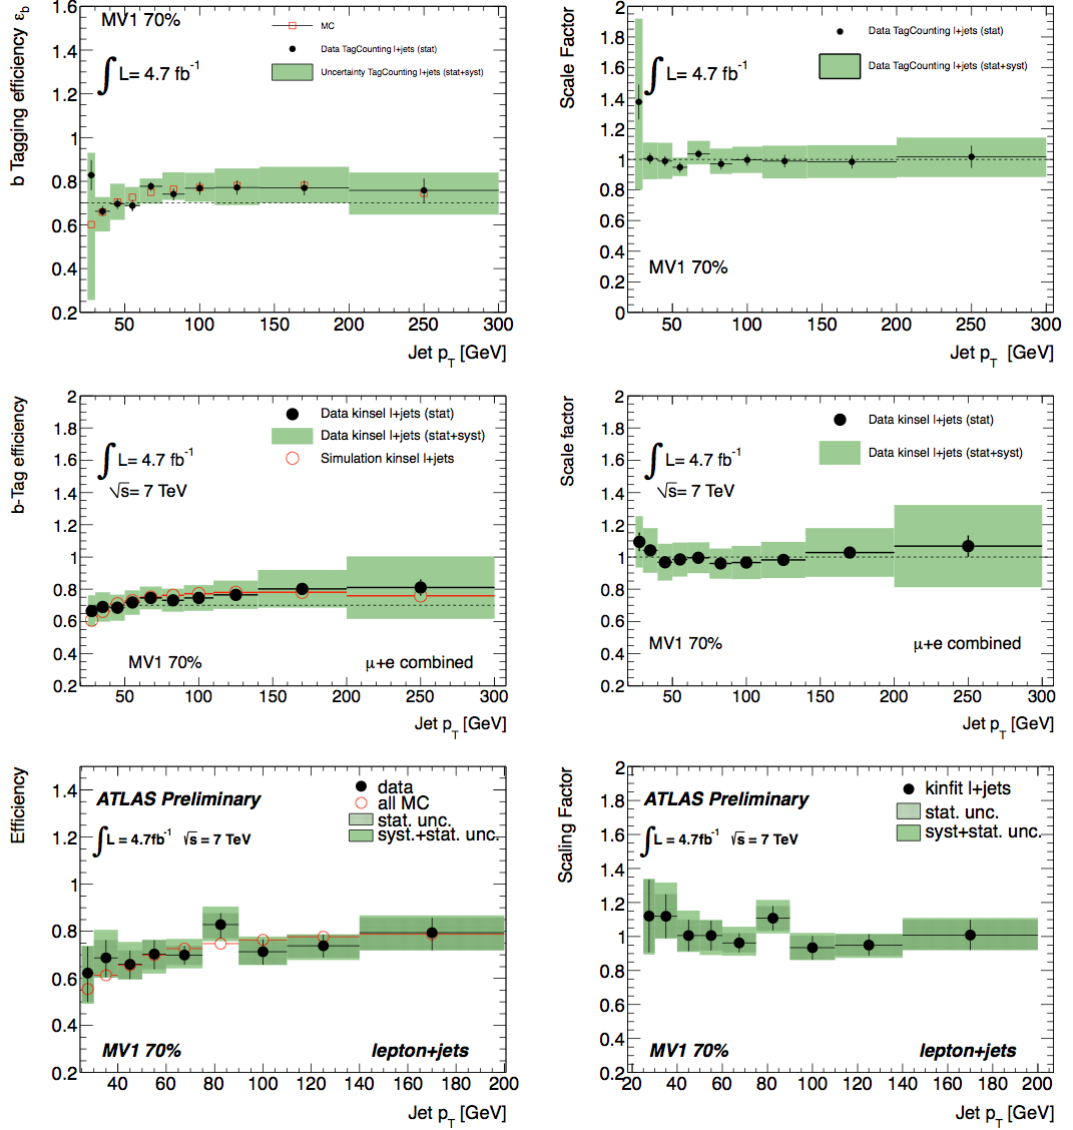 b Tagging efficiency εb
1.6
1.4
1.2
1
0.8
0.6
0.4
0.2
MV1 70%
∫ L= 4.7 fb-1
MC
Data TagCounting l+jets (stat)
Uncertainty TagCounting l+jets (stat+syst)
50 100 150 200 250 300
Jet pT [GeV]
Scale Factor
2
1.8
1.6
1.4
1.2
1
0.8
0.6
0.4
0.2
0
∫ L= 4.7 fb-1
Data TagCounting l+jets (stat)
Data TagCounting l+jets (stat+syst)
MV1 70%
50 100 150 200 250 300
Jet pT [GeV]
b-Tag efficiency
2
1.8
1.6
1.4
1.2
1
0.8
0.6
0.4
0.2
∫ L= 4.7 fb-1
√s= 7 TeV
Data kinsel l+jets (stat)
Data kinsel l+jets (stat+syst)
Simulation kinsel l+jets
MV1 70%
μ+e combined
50 100 150 200 250 300
Jet pT [GeV]
Scale factor
2
1.8
1.6
1.4
1.2
1
0.8
0.6
0.4
0.2
∫ L= 4.7 fb-1
√s= 7 TeV
Data kinsel l+jets (stat)
Data kinsel l+jets (stat+syst)
MV1 70%
μ+e combined
50 100 150 200 250 300
Jet pT [GeV]
Efficiency
1.4
1.2
1
0.8
0.6
0.4
0.2
ATLAS Preliminary
∫ L = 4.7fb-1 √s = 7 TeV
data
all MC
stat. unc.
syst.+stat. unc.
MV1 70%
lepton+jets
40 60 80 100 120 140 160 180 200
Jet pT [GeV]
Scaling Factor
2
1.8
1.6
1.4
1.2
1
0.8
0.6
0.4
0.2
ATLAS Preliminary
∫ L = 4.7fb-1 √s = 7 TeV
kinfit l+jets
stat. unc.
syst+stat. unc.
MV1 70%
lepton+jets
20 40 60 80 100 120 140 160 180 200
Jet pT [GeV]